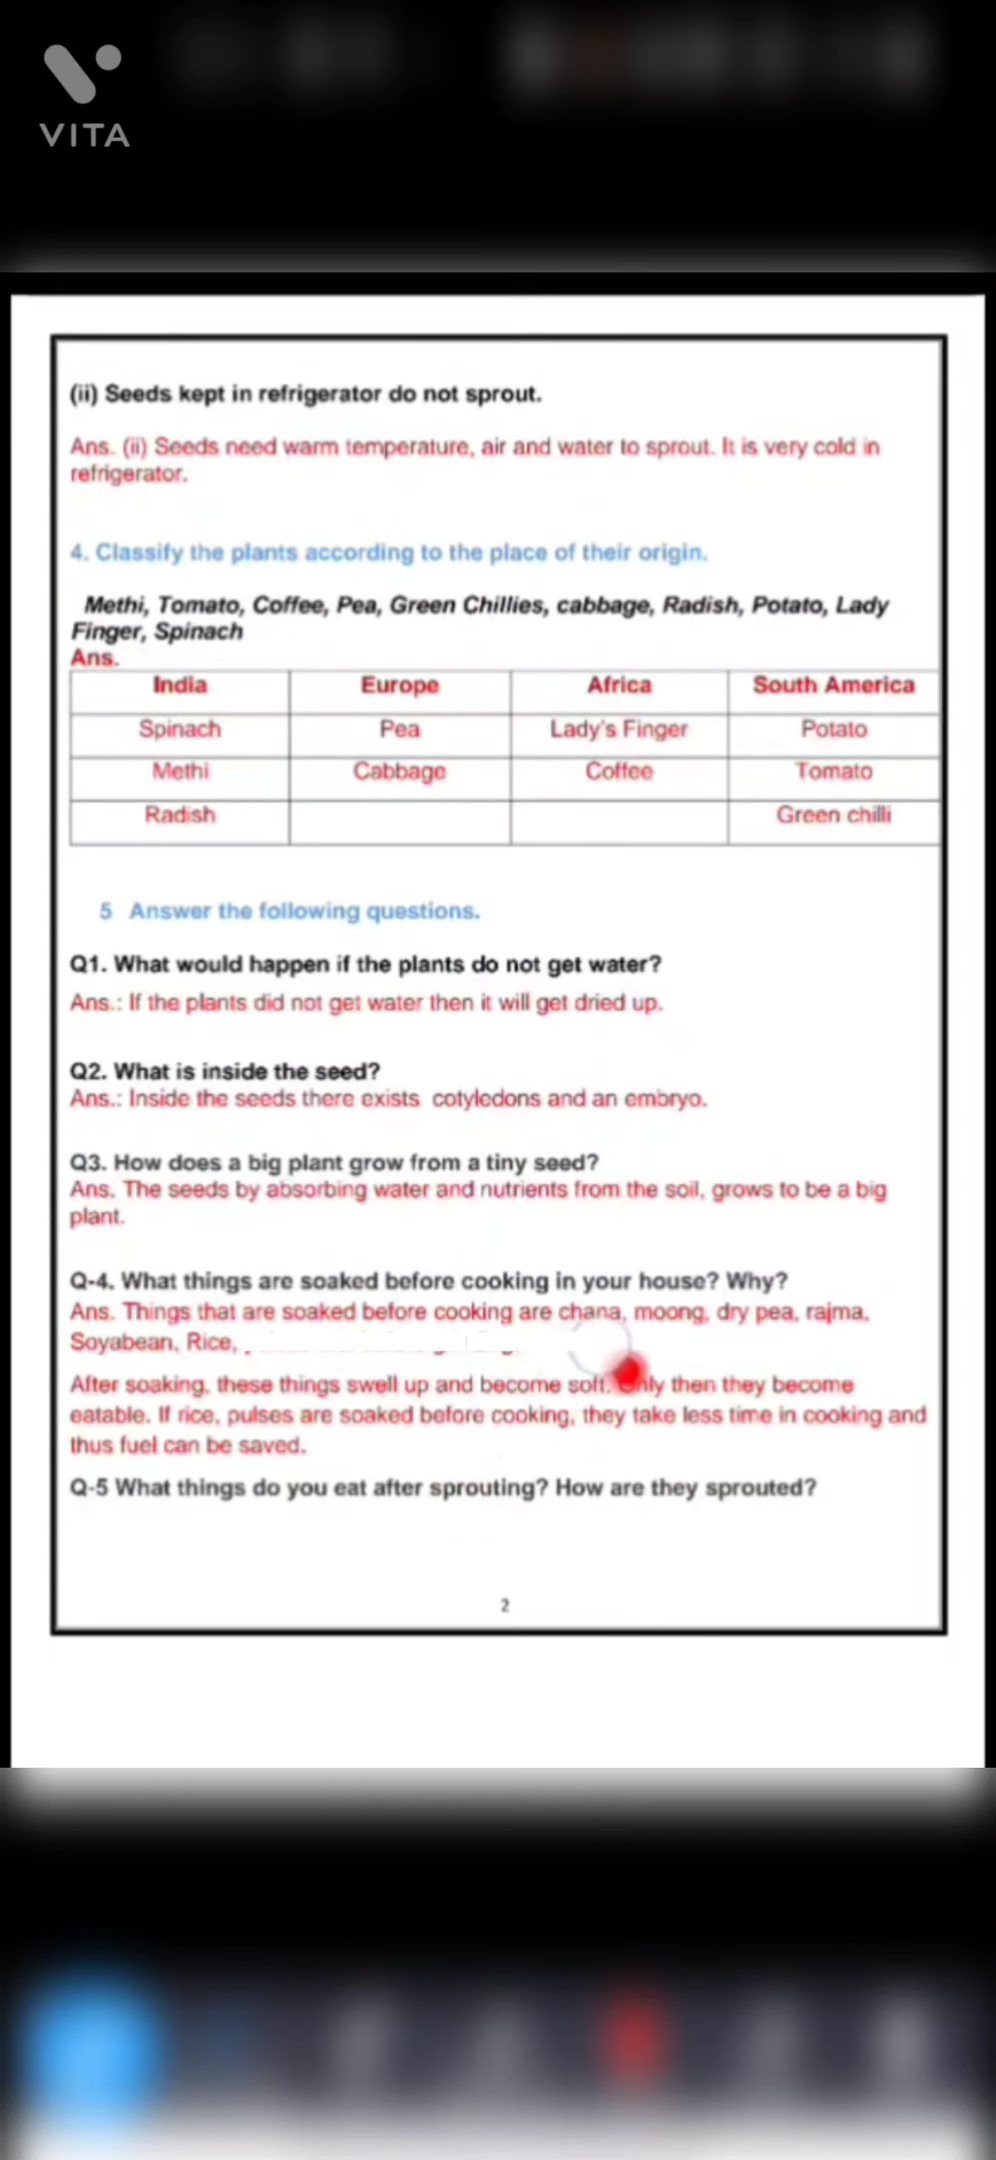 VITA
(ii) Seeds kept in refrigerator do not sprout.
Ans. (ii) Seeds need warm temperature, air and water to sprout. It is very cold in
refrigerator.
4. Classify the plants according to the place of their origin.
Methi, Tomato, Coffee, Pea, Green Chillies, cabbage, Radish, Potato, Lady
Finger, Spinach
Ans.
India Europe Africa South America
Spinach Pea Lady's Finger Potato
Methi Cabbage Coffee Tomato
Radish Green chilli
5 Answer the following questions.
Q1. What would happen if the plants do not get water?
Ans.: If the plants did not get water then it will get dried up.
Q2. What is inside the seed?
Ans.: Inside the seeds there exists cotyledons and an embryo.
Q3. How does a big plant grow from a tiny seed?
Ans. The seeds by absorbing water and nutrients from the soil, grows to be a big
plant.
Q-4. What things are soaked before cooking in your house? Why?
Ans. Things that are soaked before cooking are chana, moong, dry pea, rajma,
Soyabean, Rice,
After soaking, these things swell up and become soft. Only then they become
eatable. If rice, pulses are soaked before cooking, they take less time in cooking and
thus fuel can be saved.
Q-5 What things do you eat after sprouting? How are they sprouted?
2